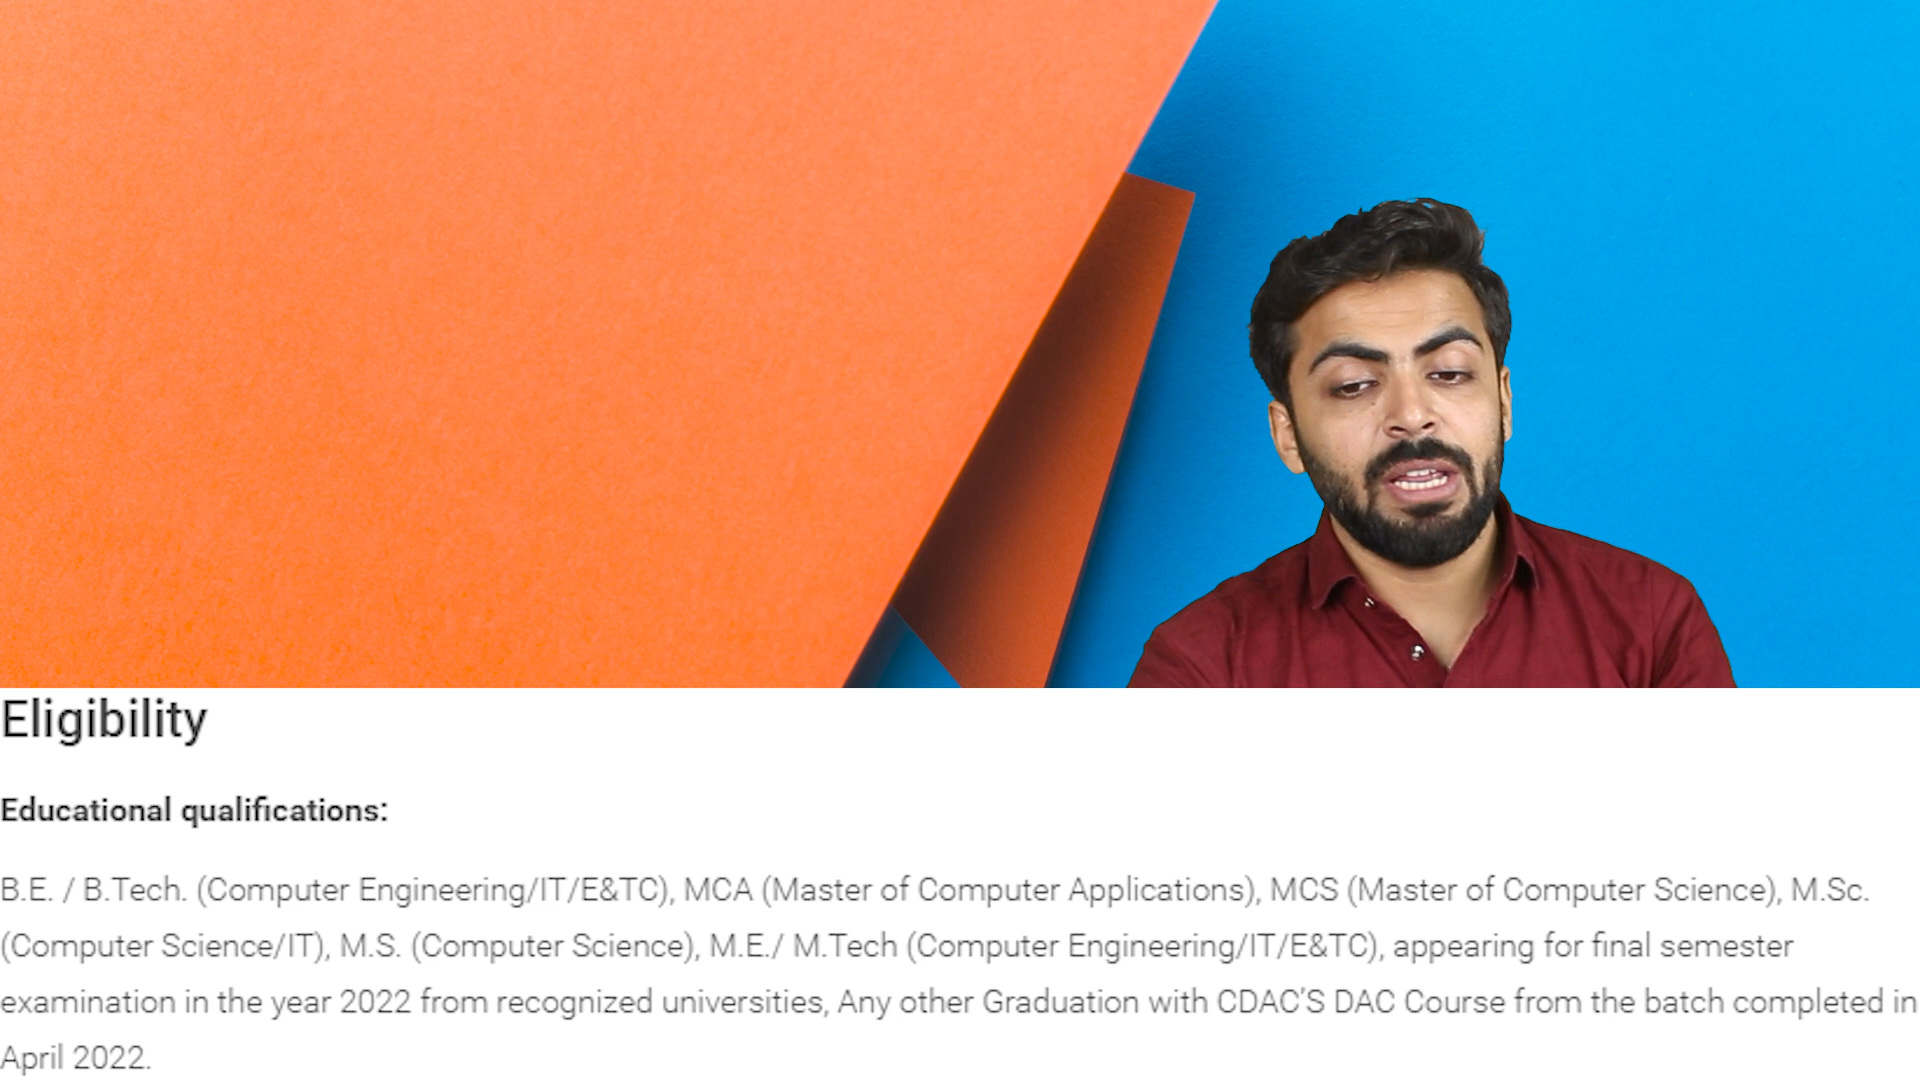 Eligibility
Educational qualifications:
B.E. / B.Tech. (Computer Engineering/IT/E&TC), MCA (Master of Computer Applications), MCS (Master of Computer Science), M.Sc.
(Computer Science/IT), M.S. (Computer Science), M.E./ M.Tech (Computer Engineering/IT/E&TC), appearing for final semester
examination in the year 2022 from recognized universities, Any other Graduation with CDAC'S DAC Course from the batch completed in
April 2022.